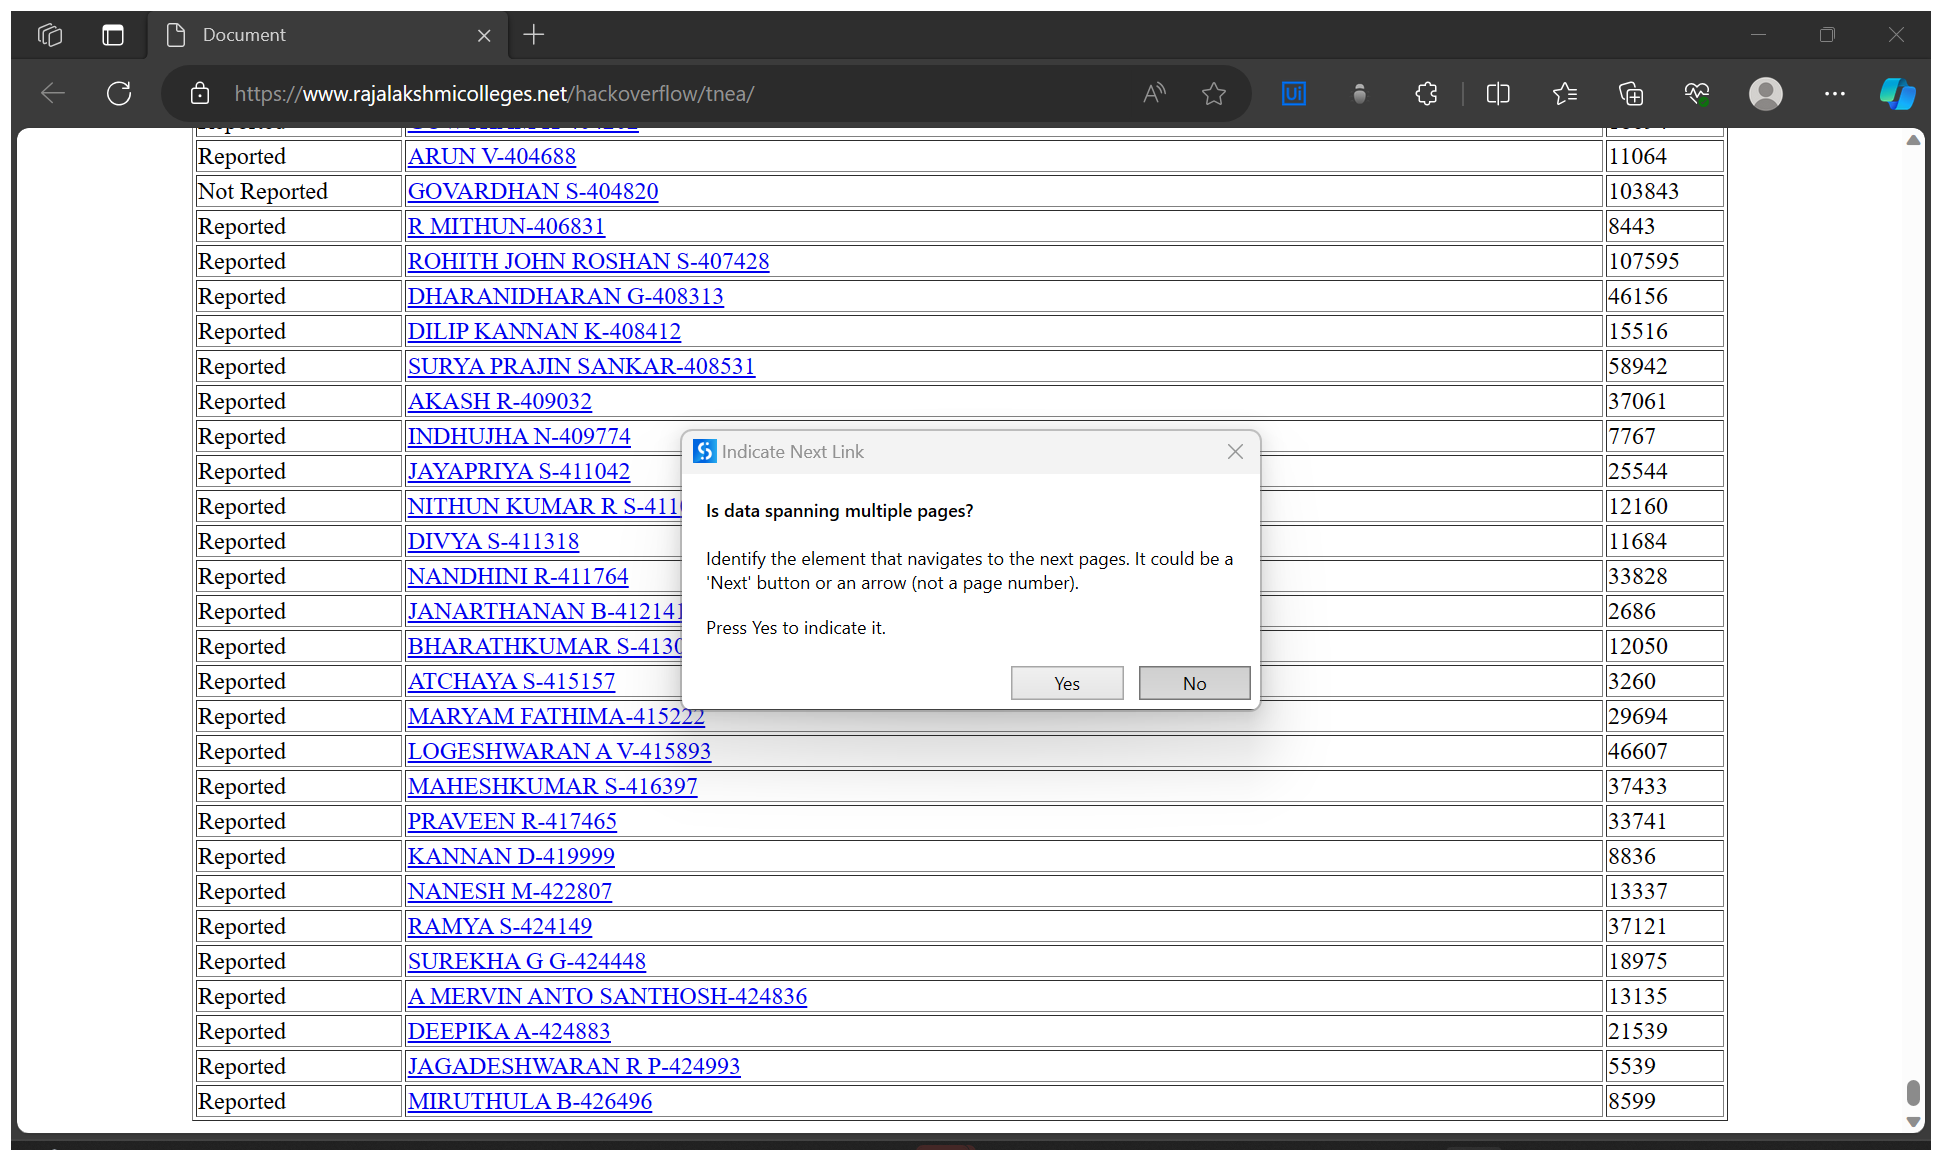 Document
https://www.rajalakshmicolleges.net/hackoverflow/tnea/
Reported ARUN V-404688 11064
Not Reported GOVARDHAN S-404820 103843
Reported R MITHUN-406831 8443
Reported ROHITH JOHN ROSHAN S-407428 107595
Reported DHARANIDHARAN G-408313 46156
Reported DILIP KANNAN K-408412 15516
Reported SURYA PRAJIN SANKAR-408531 58942
Reported AKASH R-409032 37061
Reported INDHUJHA N-409774 7767
Reported JAYAPRIYA S-411042 25544
Reported NITHUN KUMAR R S-411 12160
Reported DIVYA S-411318 11684
Reported NANDHINI R-411764 33828
Reported JANARTHANAN B-412141 2686
Reported BHARATHKUMAR S-4130 12050
Reported ATCHAYA S-415157 3260
Reported MARYAM FATHIMA-415222 29694
Reported LOGESHWARAN A V-415893 46607
Reported MAHESHKUMAR S-416397 37433
Reported PRAVEEN R-417465 33741
Reported KANNAN D-419999 8836
Reported NANESH M-422807 13337
Reported RAMYA S-424149 37121
Reported SUREKHA G G-424448 18975
Reported A MERVIN ANTO SANTHOSH-424836 13135
Reported DEEPIKA A-424883 21539
Reported JAGADESHWARAN R P-424993 5539
Reported MIRUTHULA B-426496 8599
Indicate Next Link
Is data spanning multiple pages?
Identify the element that navigates to the next pages. It could be a
'Next' button or an arrow (not a page number).
Press Yes to indicate it.
Yes No